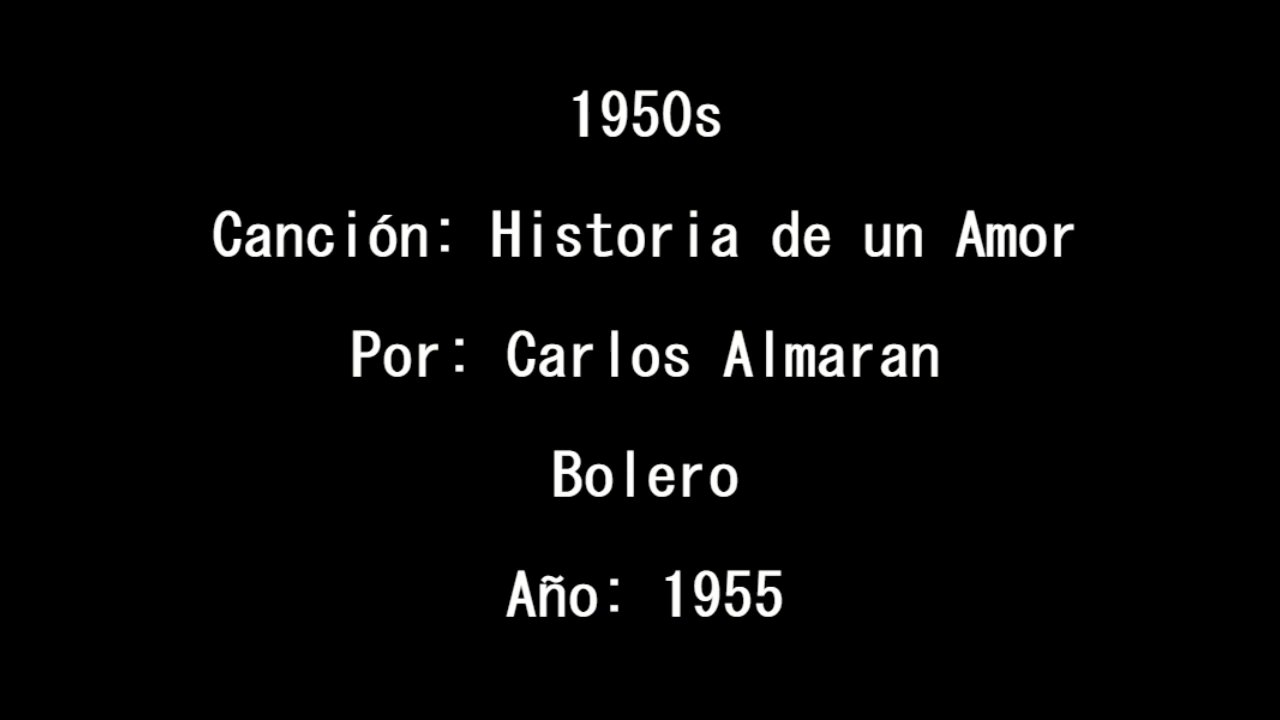 1950s
Canción: Historia de un Amor
Por: Carlos Almaran
Bolero
Año: 1955